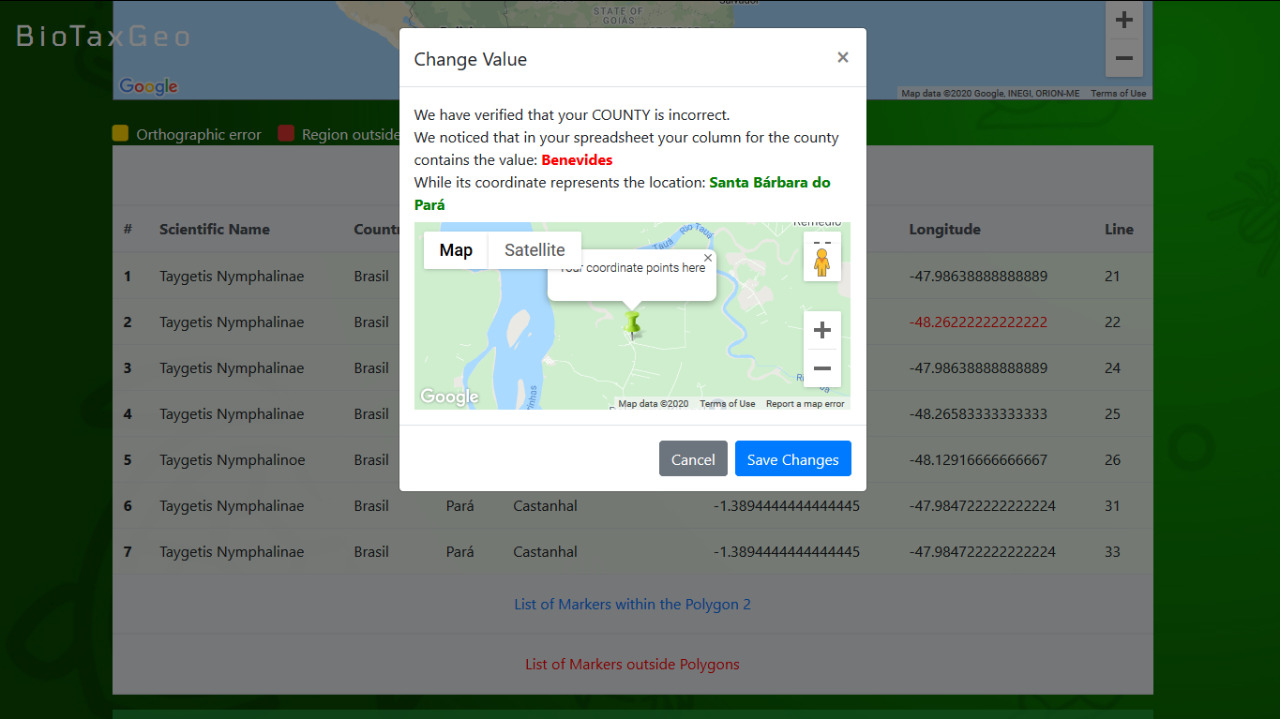 STATE OF
GOIÁS
BioTaxGeo
Google
Map data ©2020 Google, INEGI, ORION-ME Terms of Use
Orthographic error Region outside
Change Value ×
We have verified that your COUNTY is incorrect.
We noticed that in your spreadsheet your column for the county
contains the value: Benevides
While its coordinate represents the location: Santa Bárbara do
Pará
Map Satellite
Rio Tauá
Tauá
Your coordinate points here
Google
Map data ©2020 Terms of Use Report a map error
Cancel Save Changes
# Scientific Name Longitude Line
1 Taygetis Nymphalinae Brasil -47.98638888888889 21
2 Taygetis Nymphalinae Brasil -48.26222222222222 22
3 Taygetis Nymphalinae Brasil -47.98638888888889 24
4 Taygetis Nymphalinae Brasil -48.26583333333333 25
5 Taygetis Nymphalinoe Brasil -48.12916666666667 26
6 Taygetis Nymphalinae Brasil Pará Castanhal -1.3894444444444445 -47.984722222222224 31
7 Taygetis Nymphalinae Brasil Pará Castanhal -1.3894444444444445 -47.984722222222224 33
List of Markers within the Polygon 2
List of Markers outside Polygons